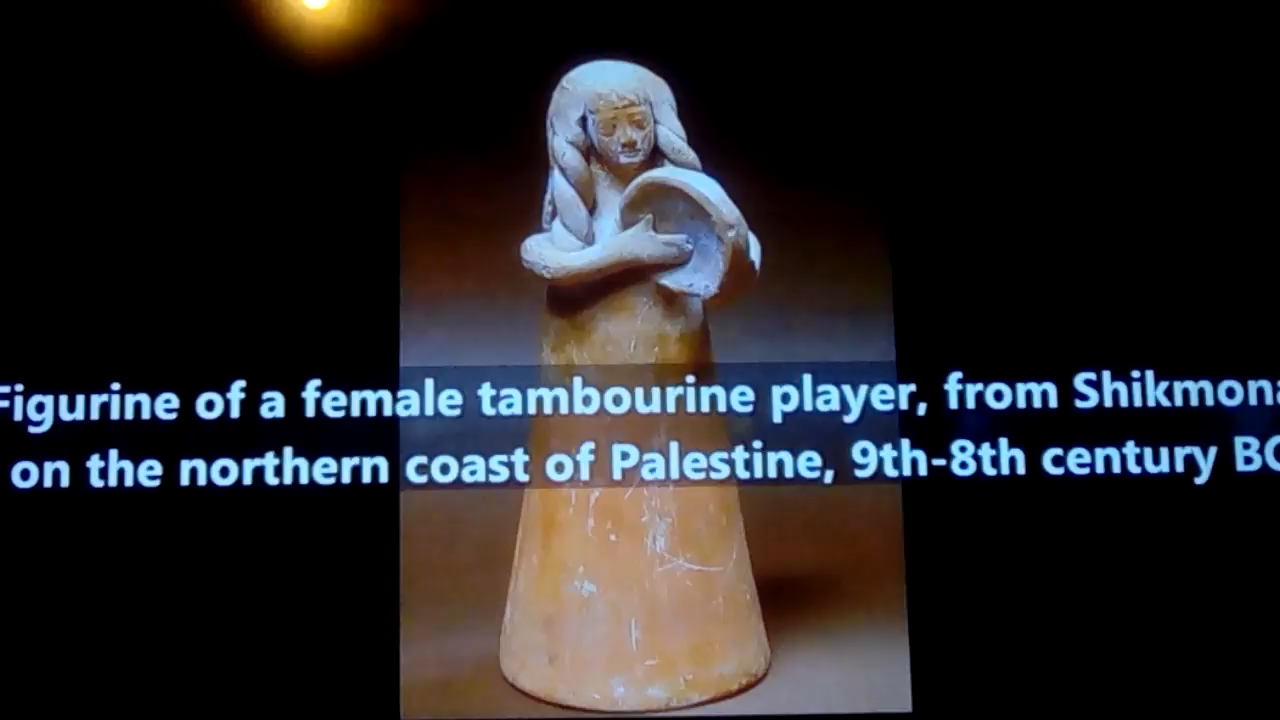 Figurine of a female tambourine player, from Shikmona
on the northern coast of Palestine, 9th-8th century BC